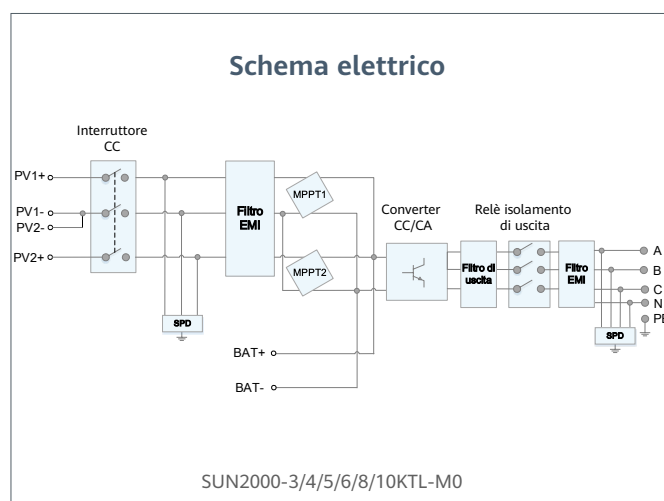 Schema elettrico
Interruttore
CC
PV1+
PV1-
PV2-
PV2+
Filtro
EMI
MPPT1
MPPT2
SPD
BAT+
BAT-
Converter
CC/CA
Filtro di
uscita
Relè isolamento
di uscita
Filtro
EMI
A
B
C
N
PE
SPD
SUN2000-3/4/5/6/8/10KTL-M0